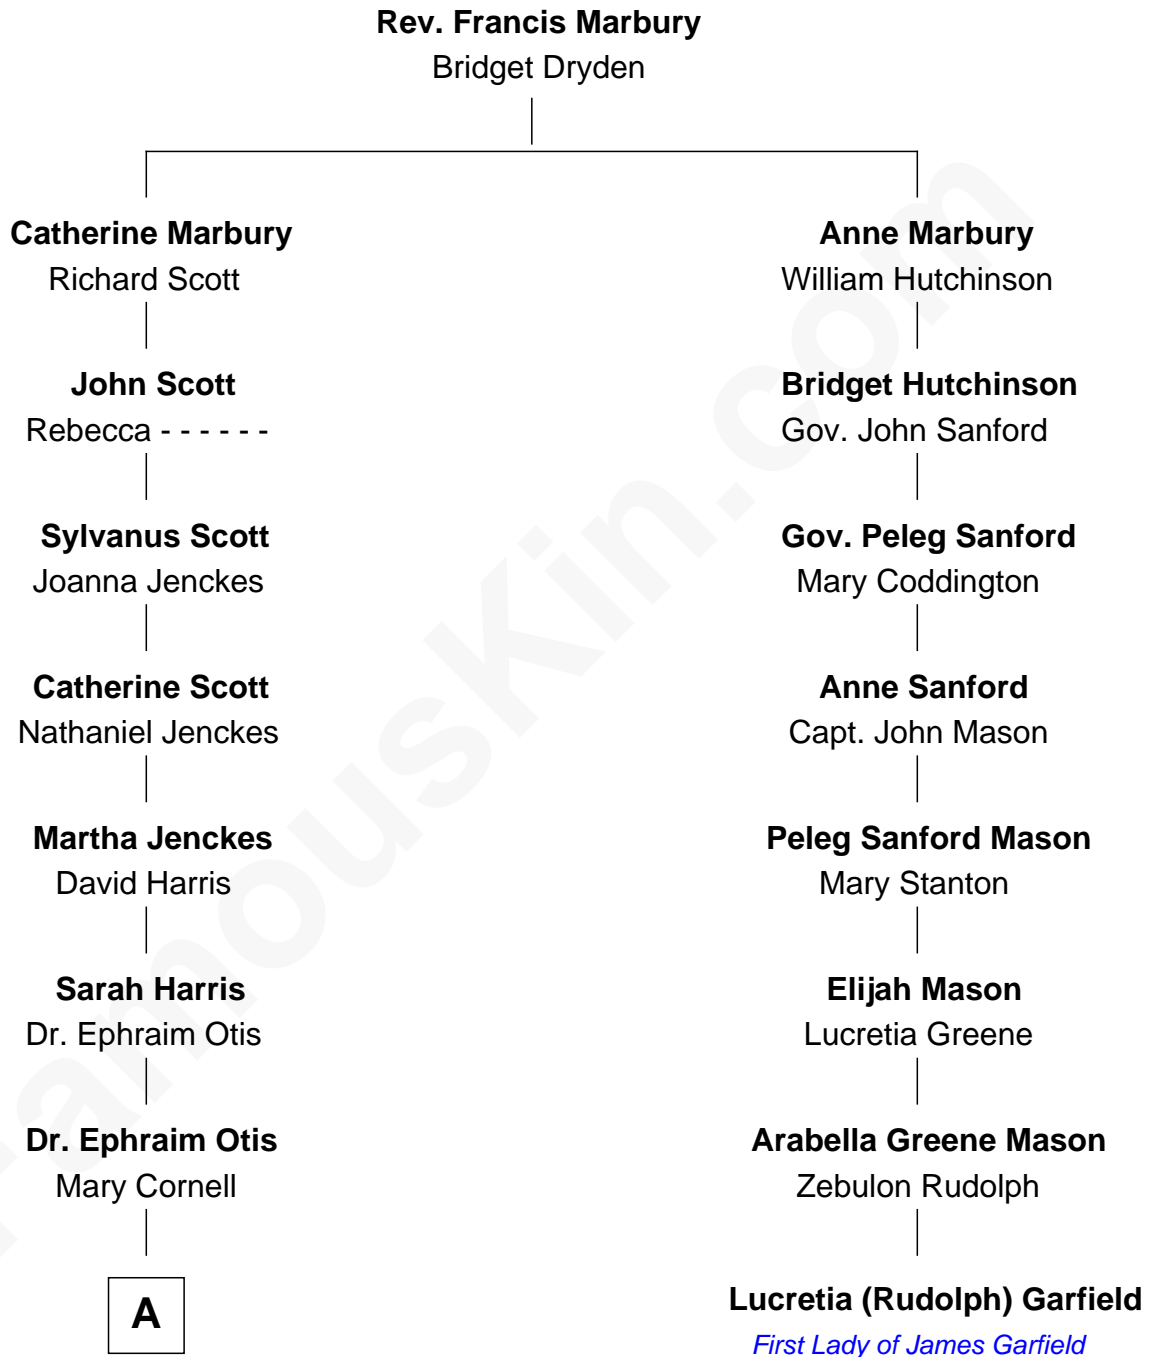 Rev. Francis Marbury
Bridget Dryden
Catherine Marbury
Richard Scott
Anne Marbury
William Hutchinson
John Scott
Rebecca - - - - - -
Bridget Hutchinson
Gov. John Sanford
Sylvanus Scott
Joanna Jenckes
Gov. Peleg Sanford
Mary Coddington
Catherine Scott
Nathaniel Jenckes
Anne Sanford
Capt. John Mason
Martha Jenckes
David Harris
Peleg Sanford Mason
Mary Stanton
Sarah Harris
Dr. Ephraim Otis
Elijah Mason
Lucretia Greene
Dr. Ephraim Otis
Mary Cornell
Arabella Greene Mason
Zebulon Rudolph
A
Lucretia (Rudolph) Garfield
First Lady of James Garfield
FamousKin.com